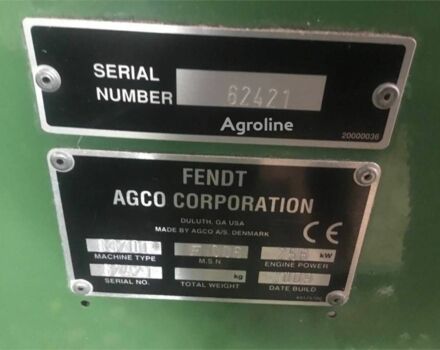 SERIAL
NUMBER 62421
Agroline
20000036
FENDT
AGCO CORPORATION
DULUTH, GA USA
MADE BY AGCO A/S, DENMARK
CE
kW
MACHINE TYPE M.S.N. ENGINE POWER
62421 kg
SERIAL NO. TOTAL WEIGHT DATE BUILD